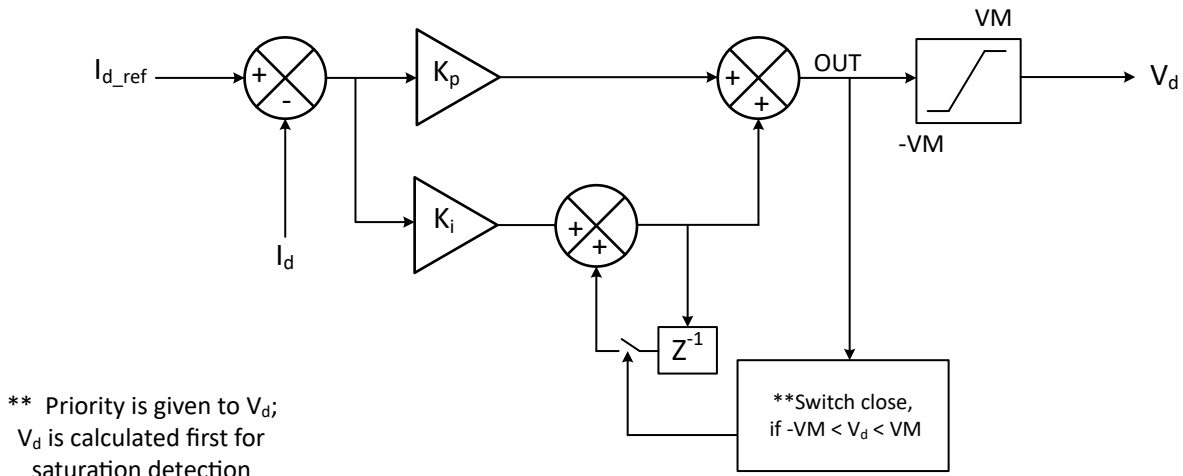 VM
I_d_ref
+
-
K_p
+
+
OUT
V_d
-VM
K_i
+
+
I_d
Z^-1
**Switch close,
if -VM < V_d < VM
** Priority is given to V_d;
V_d is calculated first for
saturation detection